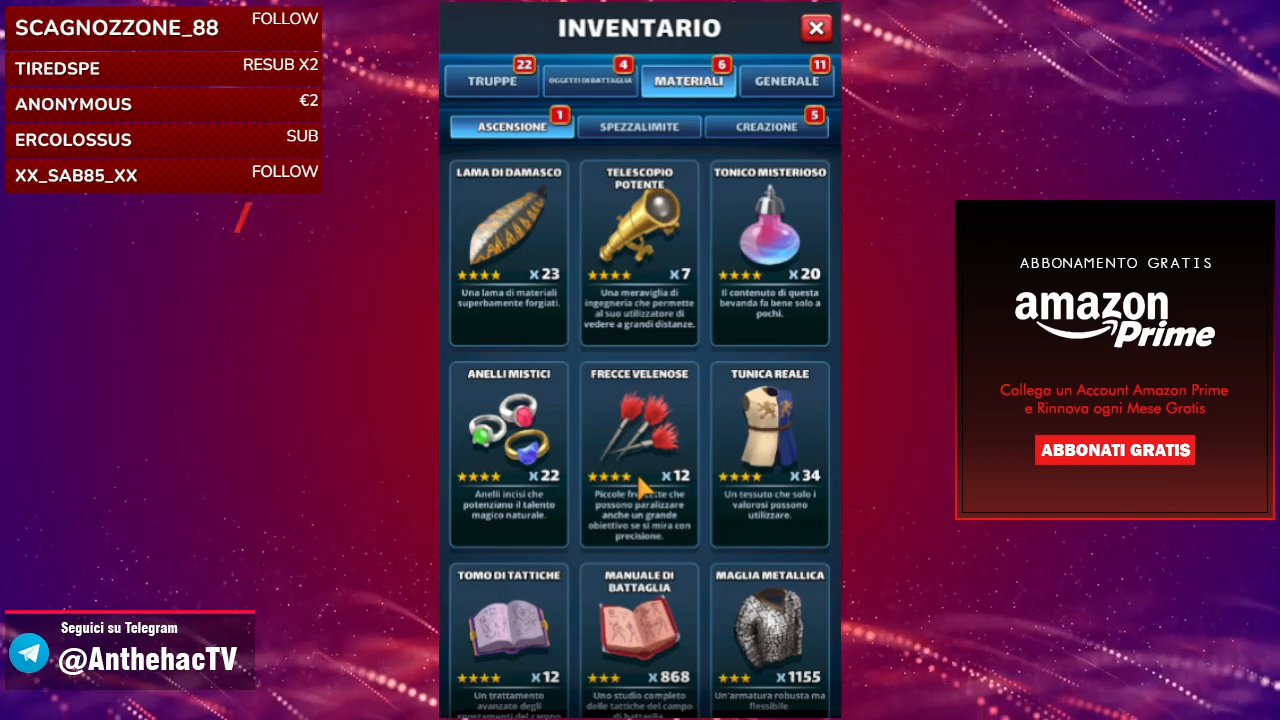 SCAGNOZZONE_88 FOLLOW
TIREDSPE RESUB X2
ANONYMOUS €2
ERCOLOSSUS SUB
XX_SAB85_XX FOLLOW
INVENTARIO
22 4 6 11
TRUPPE OGGETTI DI BATTAGLIA MATERIALI GENERALE
1 5
ASCENSIONE SPEZZALIMITE CREAZIONE
LAMA DI DAMASCO
x23
Una lama di materiali
superbamente forgiati.
TELESCOPIO
POTENTE
x7
Una meraviglia di
ingegneria che permette
al suo utilizzatore di
vedere a grandi distanze.
TONICO MISTERIOSO
x20
Il contenuto di questa
bevanda fa bene solo a
pochi.
ANELLI MISTICI
x22
Anelli incisi che
potenziano il talento
magico naturale.
FRECCE VELENOSE
x12
Piccole freccette che
possono paralizzare
anche un grande
obiettivo se si mira con
precisione.
TUNICA REALE
x34
Un tessuto che solo i
valorosi possono
utilizzare.
TOMO DI TATTICHE
x12
Un trattamento
avanzato degli
spostamenti del campo
MANUALE DI
BATTAGLIA
x868
Uno studio completo
delle tattiche del campo
di battaglia.
MAGLIA METALLICA
x1155
Un'armatura robusta ma
flessibile.
ABBONAMENTO GRATIS
amazon
Prime
Collega un Account Amazon Prime
e Rinnova ogni Mese Gratis
ABBONATI GRATIS
Seguici su Telegram
@AnthehacTV